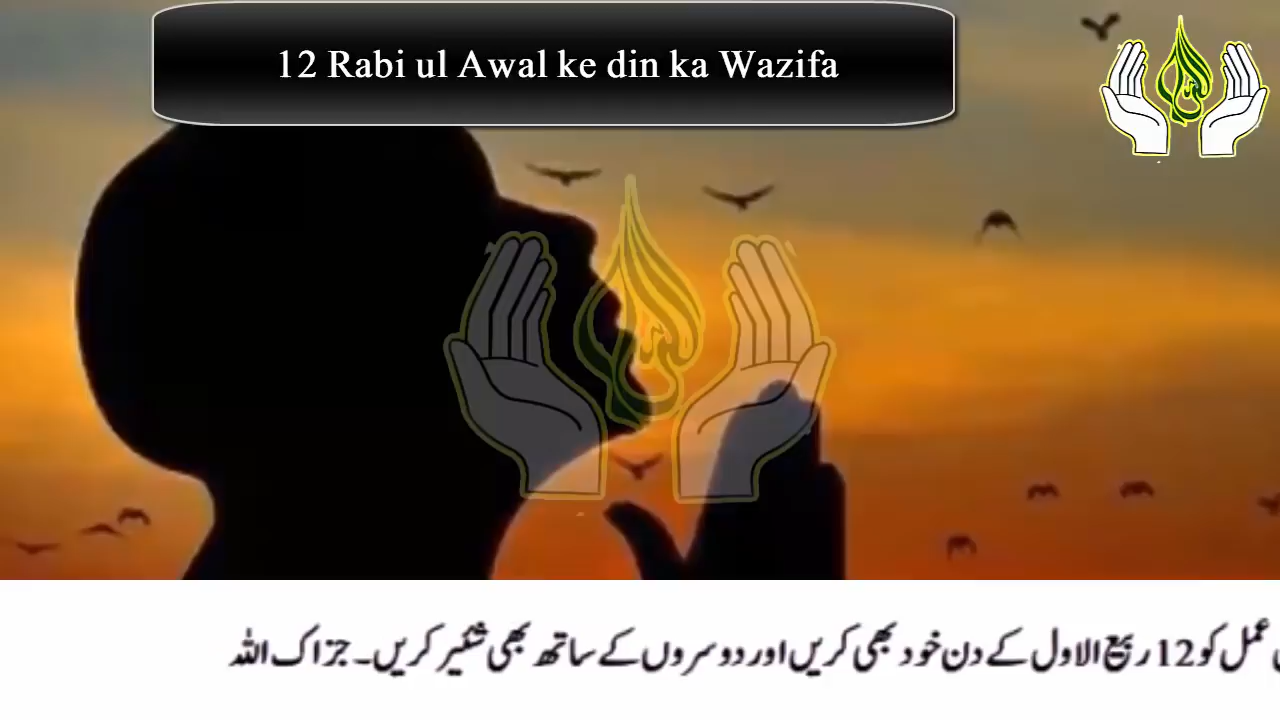 12 Rabi ul Awal ke din ka Wazifa
عمل کو 12 ربیع الاول کے دن خود بھی کریں اور دوسروں کے ساتھ بھی شئیر کریں۔ جزاک اللہ